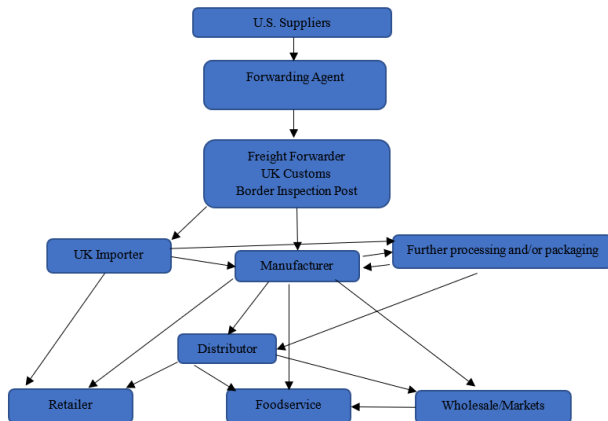 U.S. Suppliers
Forwarding Agent
Freight Forwarder
UK Customs
Border Inspection Post
UK Importer
Manufacturer
Further processing and/or packaging
Distributor
Retailer
Foodservice
Wholesale/Markets